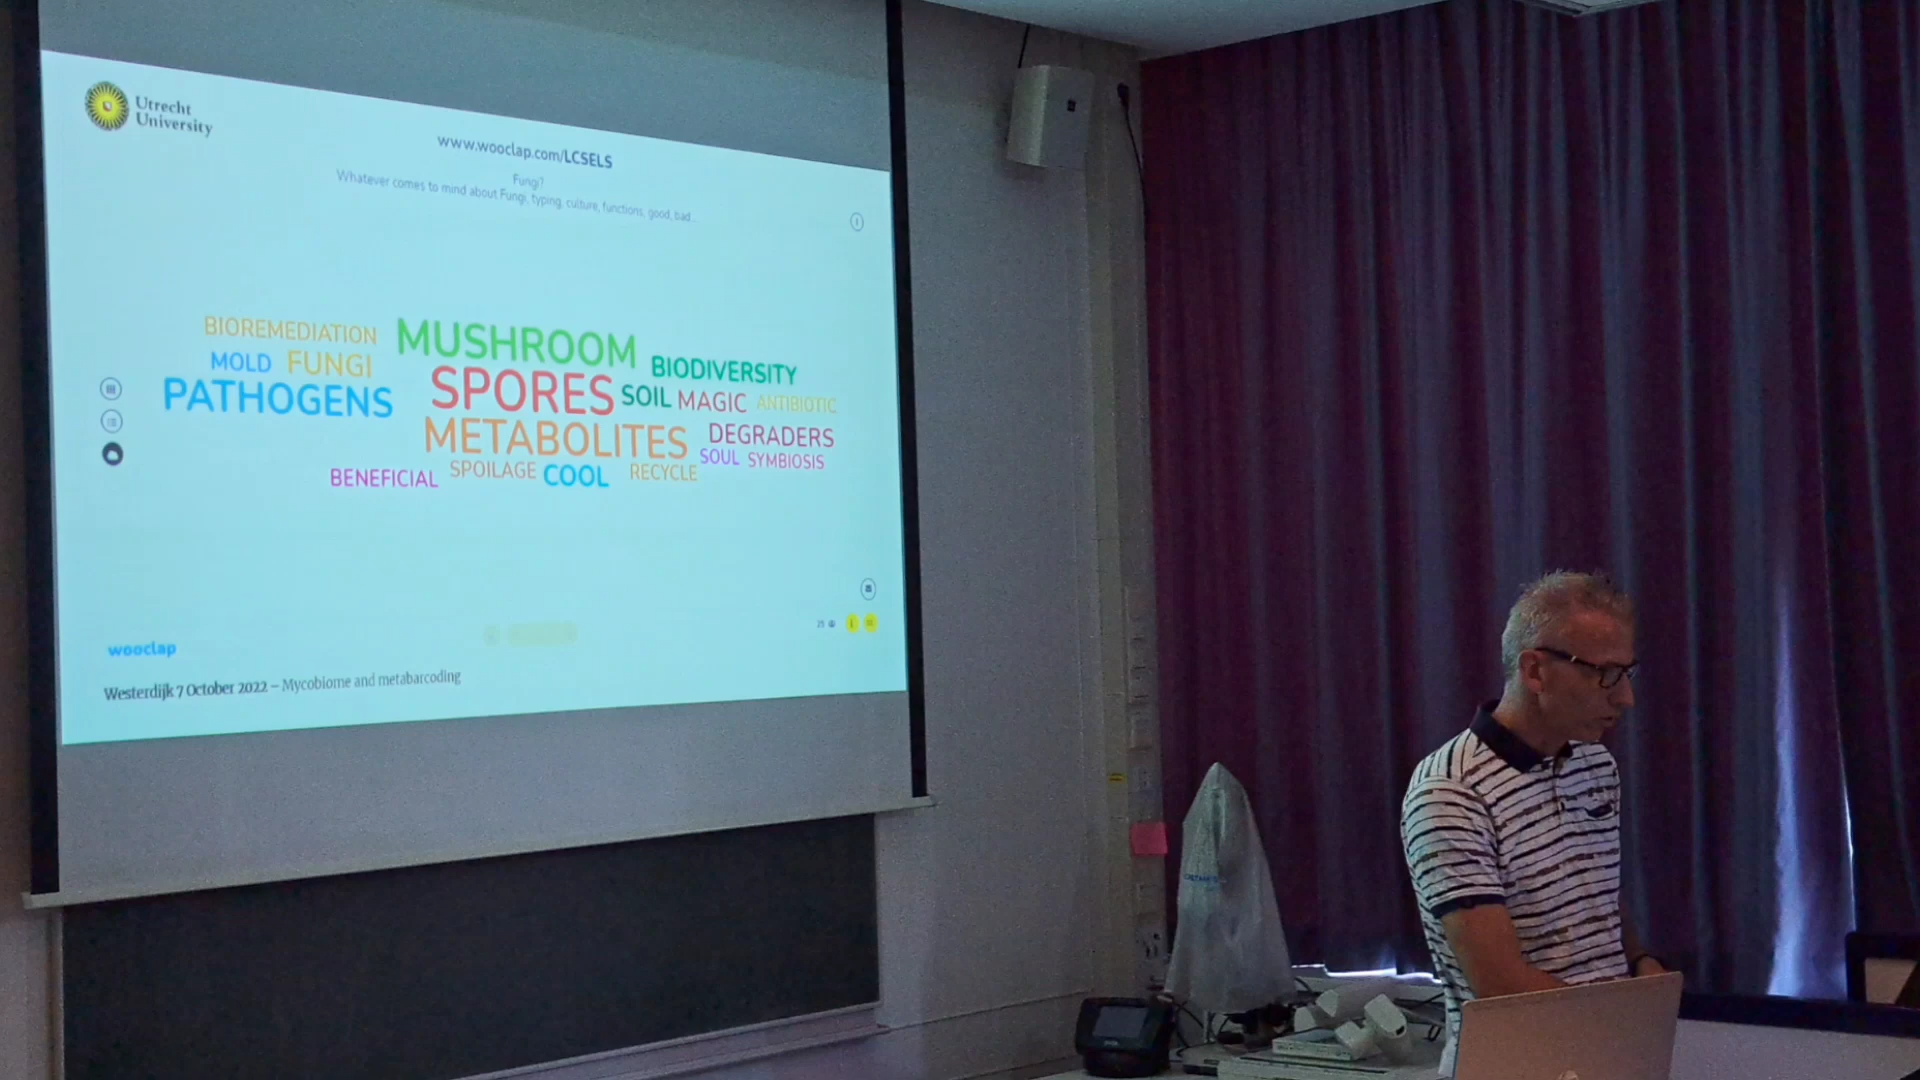 Utrecht
University
www.wooclap.com/LCSELS
Fungi?
Whatever comes to mind about Fungi, typing, culture, functions, good, bad...
BIOREMEDIATION MUSHROOM
MOLD FUNGI BIODIVERSITY
PATHOGENS SPORES SOIL MAGIC ANTIBIOTIC
METABOLITES DEGRADERS
SOUL SYMBIOSIS
BENEFICIAL SPOILAGE COOL RECYCLE
wooclap
Westerdijk 7 October 2022 – Mycobiome and metabarcoding